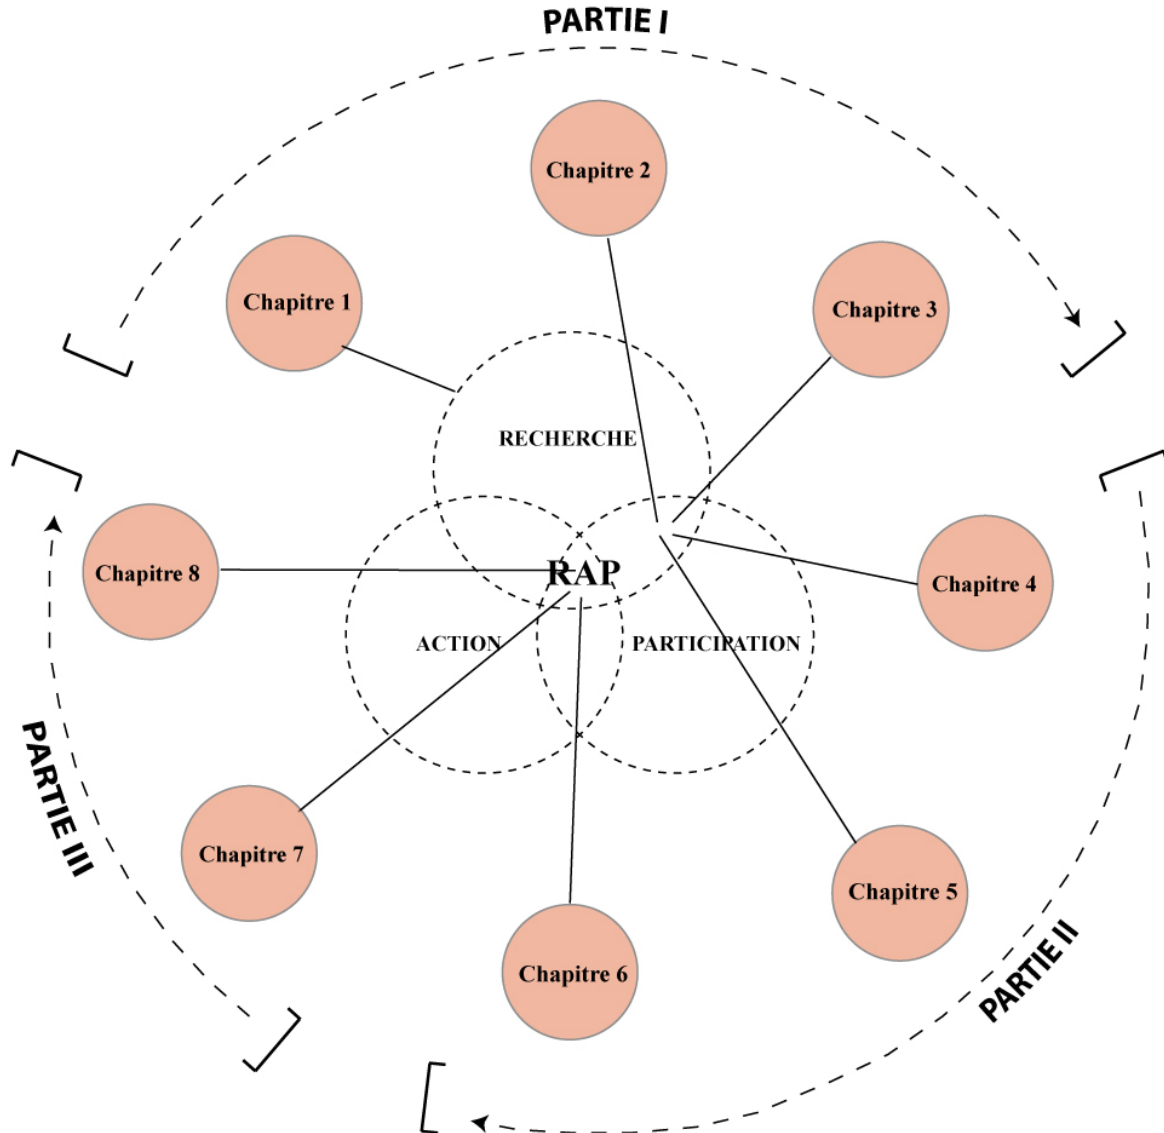 PARTIE I
Chapitre 2
Chapitre 1
Chapitre 3
RECHERCHE
Chapitre 8
RAP
Chapitre 4
ACTION
PARTICIPATION
PARTIE III
Chapitre 7
Chapitre 5
PARTIE II
Chapitre 6